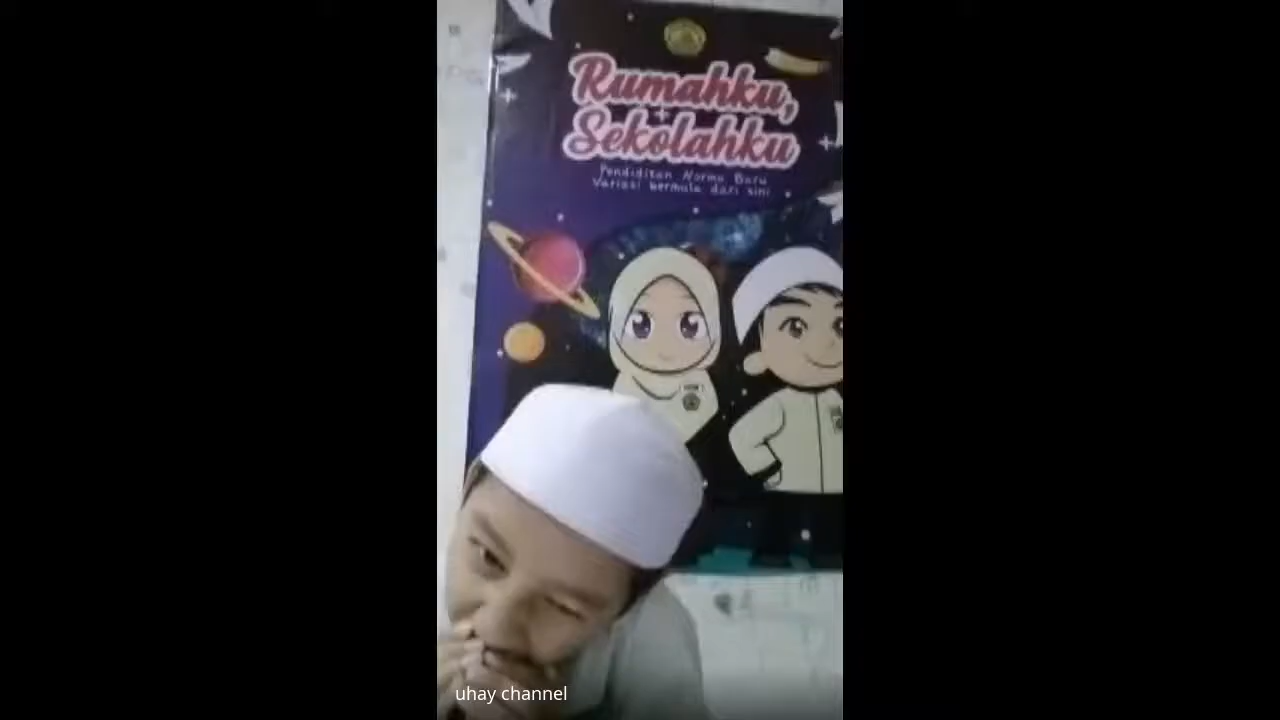 Rumahku,
Sekolahku
Pendidikan Norma Baru
Variasi bermula dari sini
uhay channel